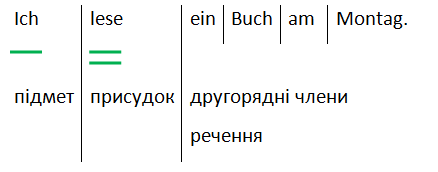 Ich lese ein Buch am Montag.
підмет присудок другорядні члени
речення